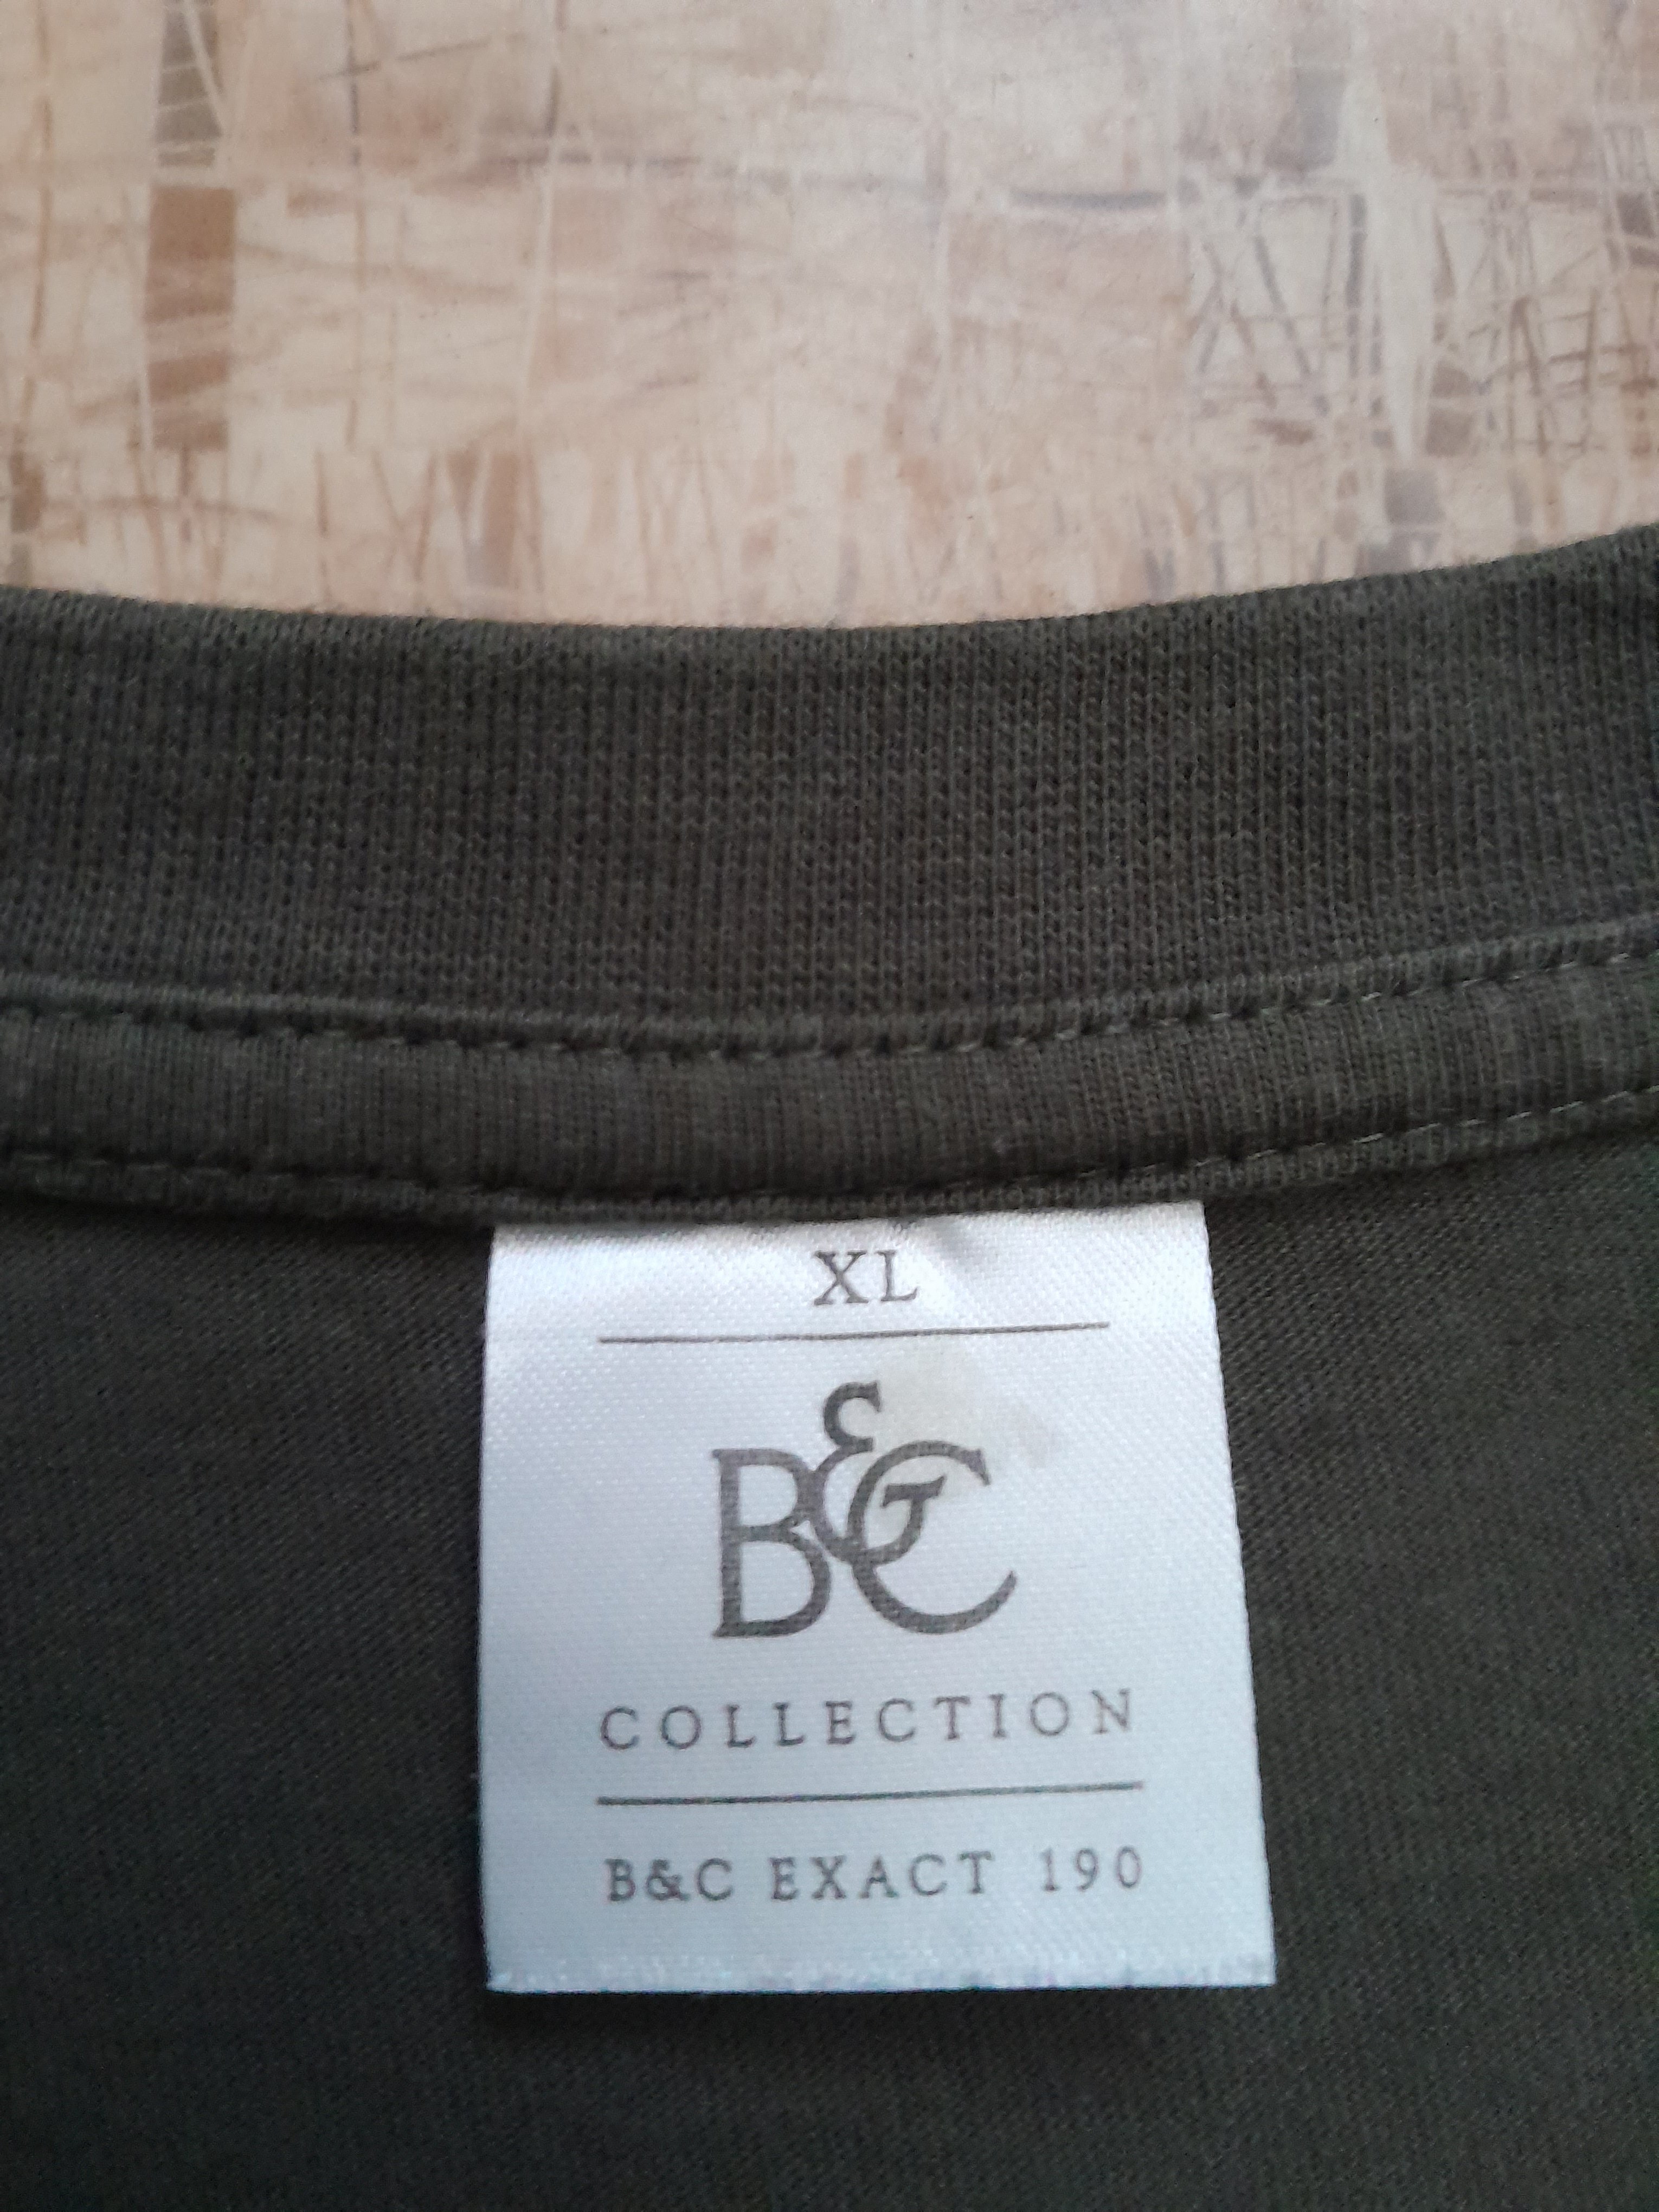 XL
B&C
COLLECTION
B&C EXACT 190